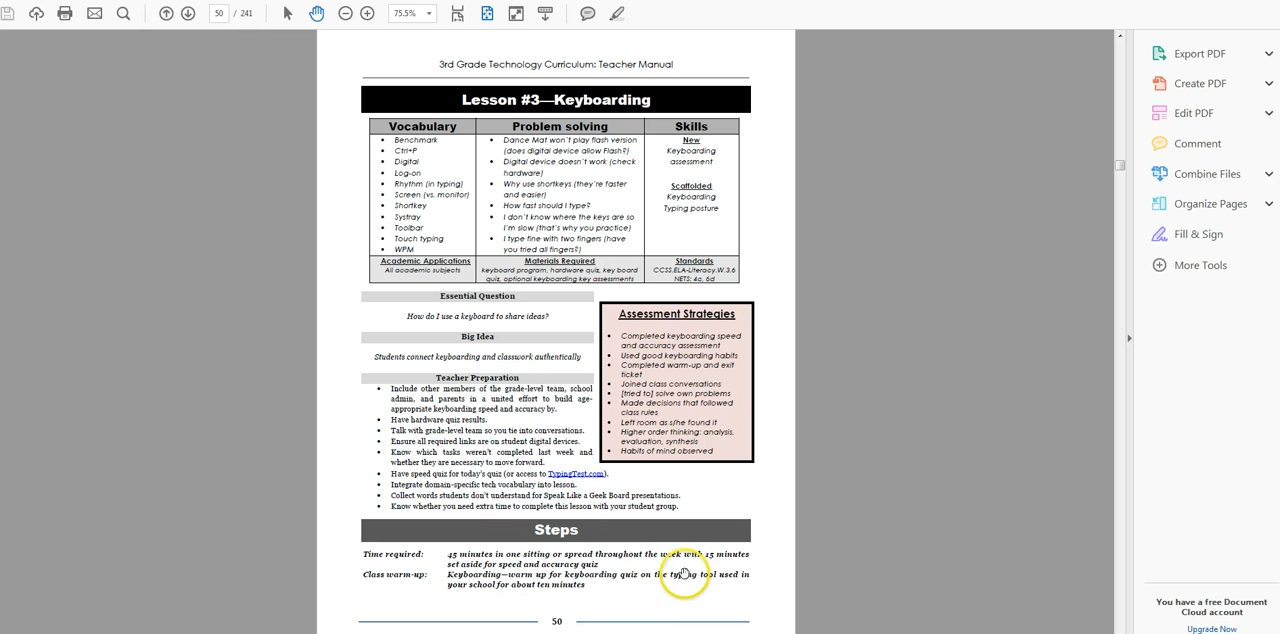 50 / 241
75.5%
3rd Grade Technology Curriculum: Teacher Manual
Lesson #3—Keyboarding
Vocabulary
• Benchmark
• Ctrl+P
• Digital
• Log-on
• Rhythm (in typing)
• Screen (vs. monitor)
• Shortkey
• Systray
• Toolbar
• Touch typing
• WPM
Problem solving
• Dance Mat won't play flash version
(does digital device allow Flash?)
• Digital device doesn't work (check
hardware)
• Why use shortkeys (they're faster
and easier)
• How fast should I type?
• I don't know where the keys are so
I'm slow (that's why you practice)
• I type fine with two fingers (have
you tried all fingers?)
Skills
New
Keyboarding
assessment
Scaffolded
Keyboarding
Typing posture
Academic Applications
All academic subjects
Materials Required
keyboard program, hardware quiz, key board
quiz, optional keyboarding key assessments
Standards
CCSS.ELA-Literacy.W.3.6
NETS: 4a, 6d
Essential Question
How do I use a keyboard to share ideas?
Big Idea
Students connect keyboarding and classwork authentically
Teacher Preparation
• Include other members of the grade-level team, school
admin, and parents in a united effort to build age-
appropriate keyboarding speed and accuracy by.
• Have hardware quiz results.
• Talk with grade-level team so you tie into conversations.
• Ensure all required links are on student digital devices.
• Know which tasks weren't completed last week and
whether they are necessary to move forward.
• Have speed quiz for today's quiz (or access to TypingTest.com).
• Integrate domain-specific tech vocabulary into lesson.
• Collect words students don't understand for Speak Like a Geek Board presentations.
• Know whether you need extra time to complete this lesson with your student group.
Assessment Strategies
• Completed keyboarding speed
and accuracy assessment
• Used good keyboarding habits
• Completed warm-up and exit
ticket
• Joined class conversations
• [tried to] solve own problems
• Made decisions that followed
class rules
• Left room as s/he found it
• Higher order thinking: analysis,
evaluation, synthesis
• Habits of mind observed
Steps
Time required: 45 minutes in one sitting or spread throughout the week with 15 minutes
set aside for speed and accuracy quiz
Class warm-up: Keyboarding—warm up for keyboarding quiz on the typing tool used in
your school for about ten minutes
50
Export PDF
Create PDF
Edit PDF
Comment
Combine Files
Organize Pages
Fill & Sign
More Tools
You have a free Document
Cloud account
Upgrade Now